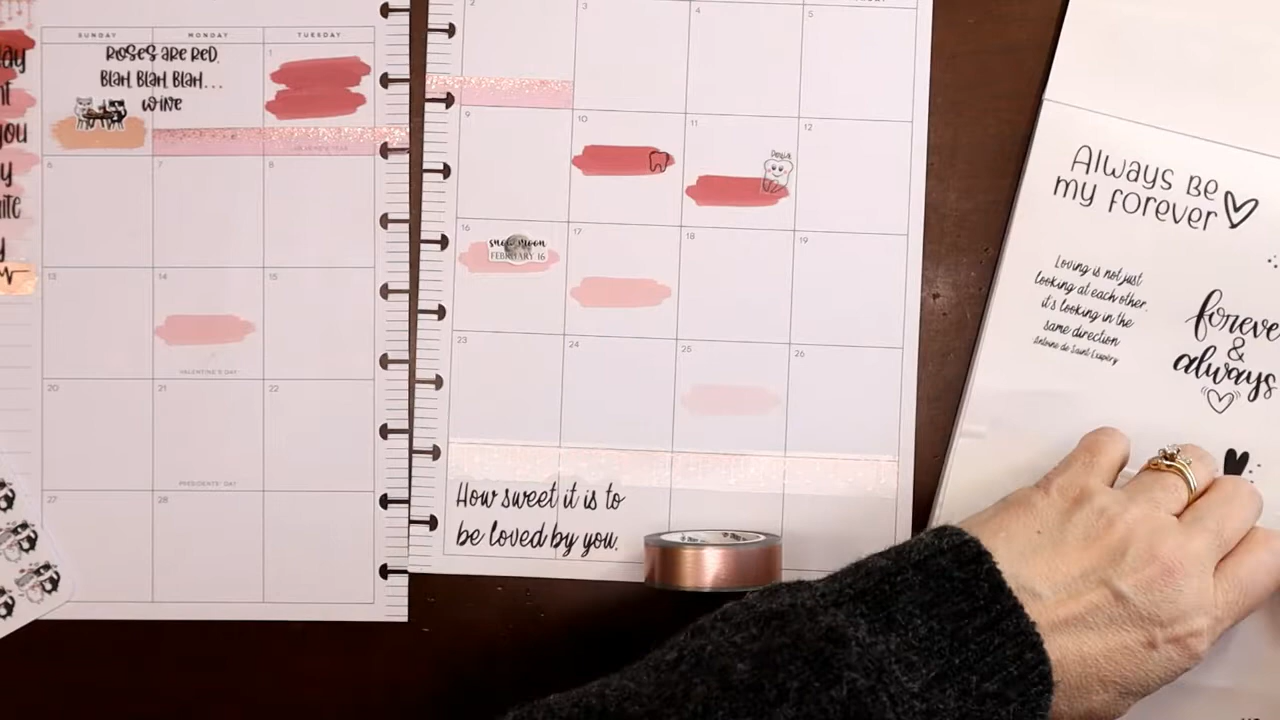 SUNDAY
MONDAY
TUESDAY
ROSES ARE RED,
BLAH, BLAH, BLAH...
WINE
1
6
7
8
13
14
15
VALENTINE'S DAY
20
21
22
PRESIDENTS' DAY
27
28
2
3
4
5
9
10
11
12
16
snow moon
FEBRUARY 16
17
18
19
23
24
25
26
How sweet it is to
be loved by you.
Always Be
my forever
Loving is not just
looking at each other,
it's looking in the
same direction
Antoine de Saint Exupéry
&
always